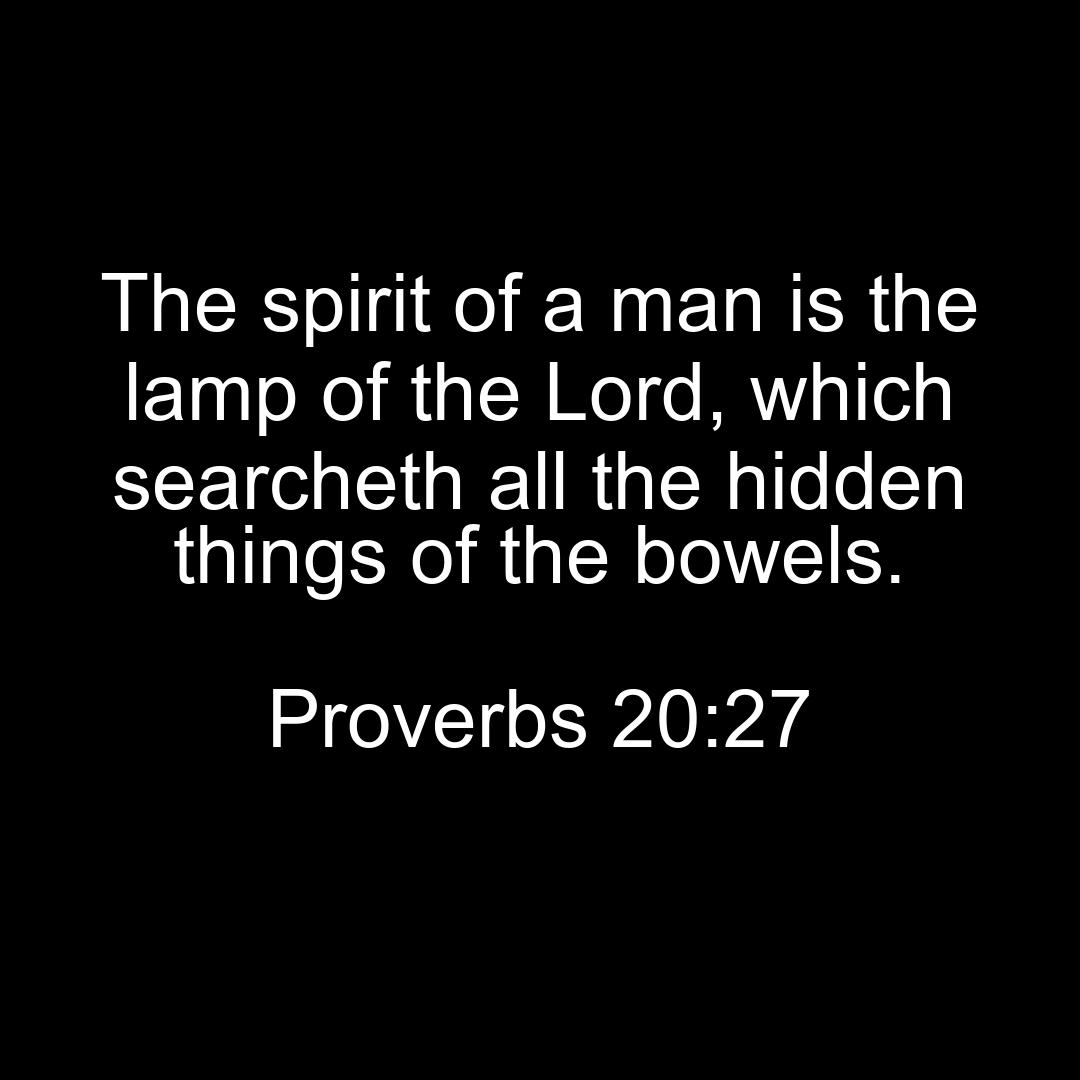 The spirit of a man is the
lamp of the Lord, which
searcheth all the hidden
things of the bowels.
Proverbs 20:27